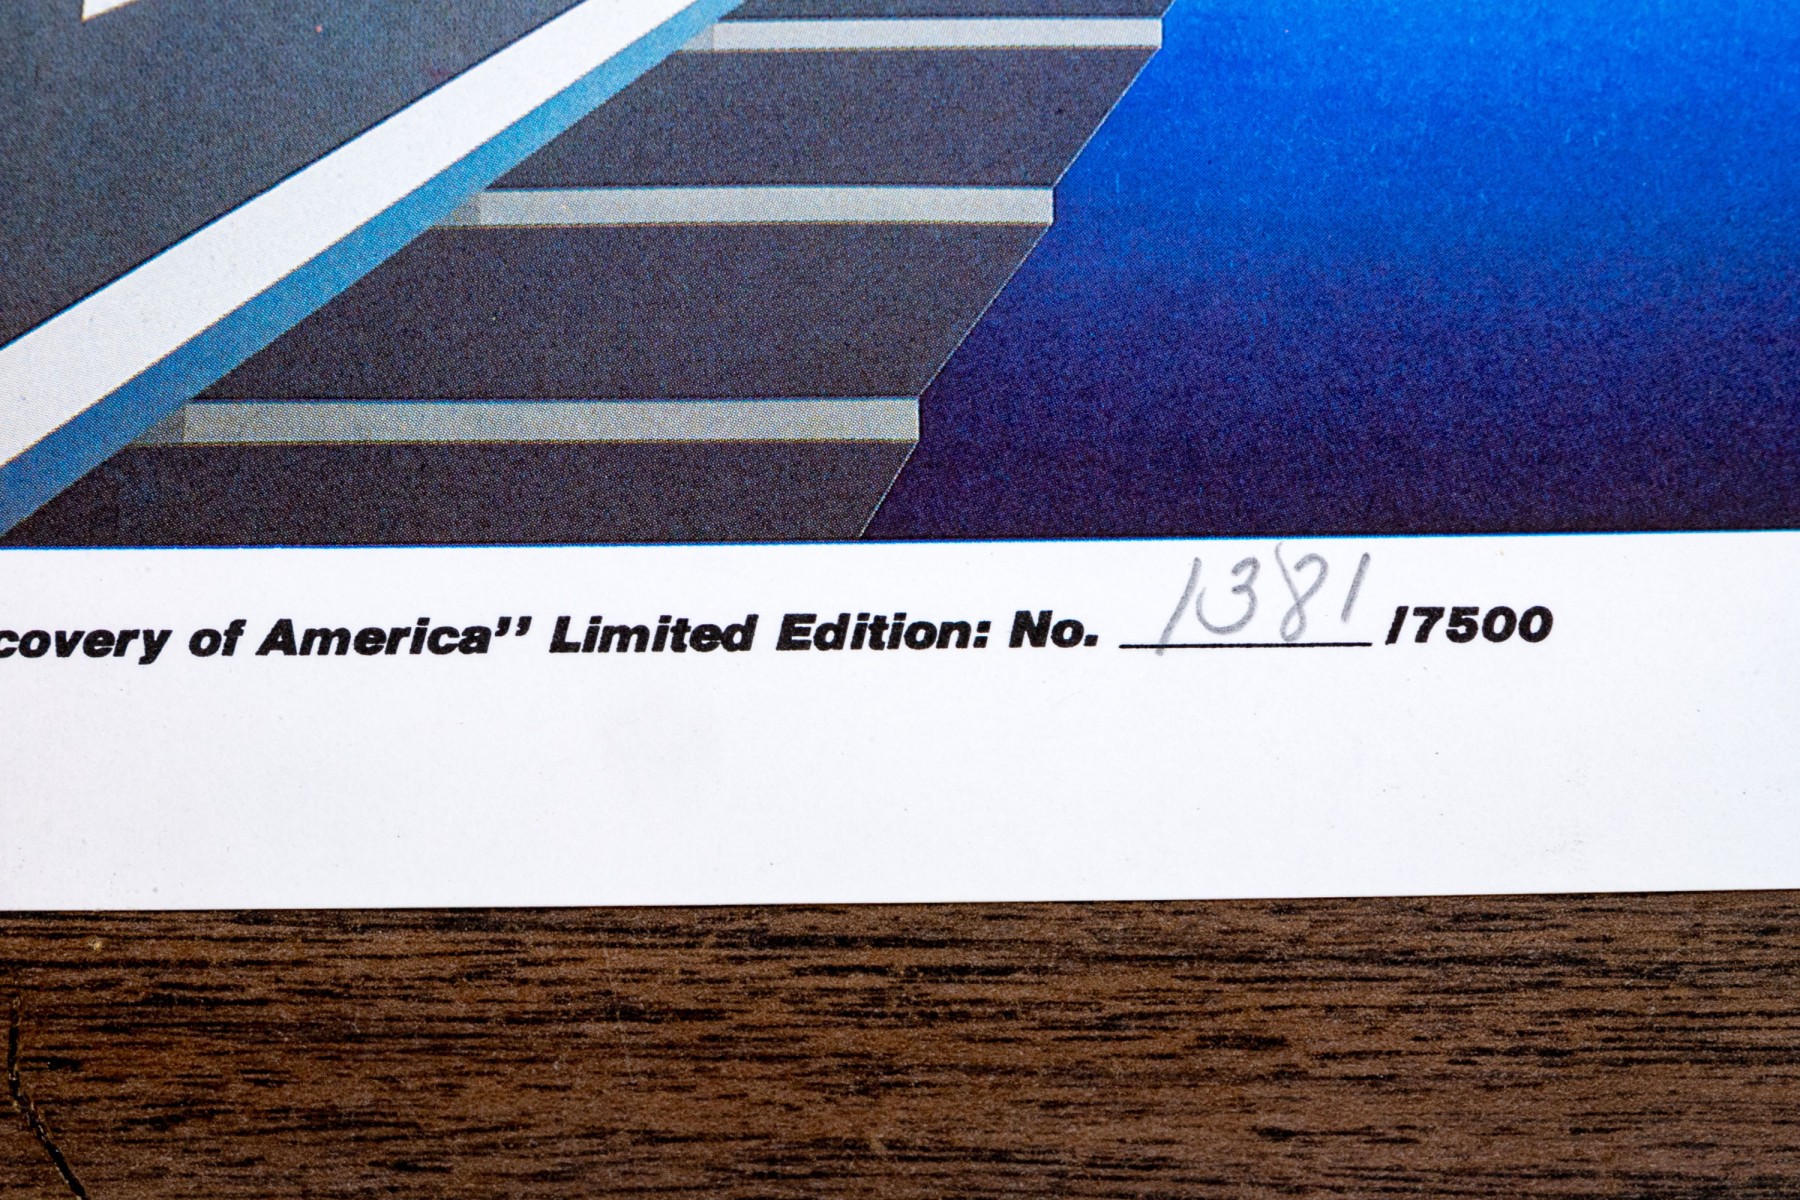 covery of America’’ Limited Edition: No. 1381 /7500